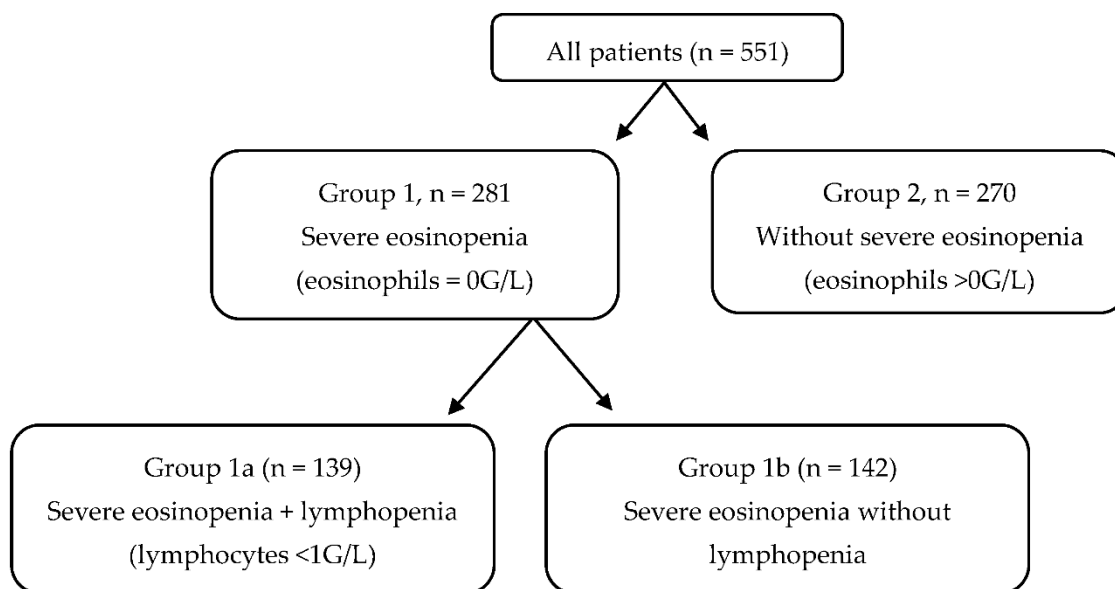 All patients (n = 551)
Group 1, n = 281
Severe eosinopenia
(eosinophils = 0G/L)
Group 2, n = 270
Without severe eosinopenia
(eosinophils >0G/L)
Group 1a (n = 139)
Severe eosinopenia + lymphopenia
(lymphocytes <1G/L)
Group 1b (n = 142)
Severe eosinopenia without
lymphopenia